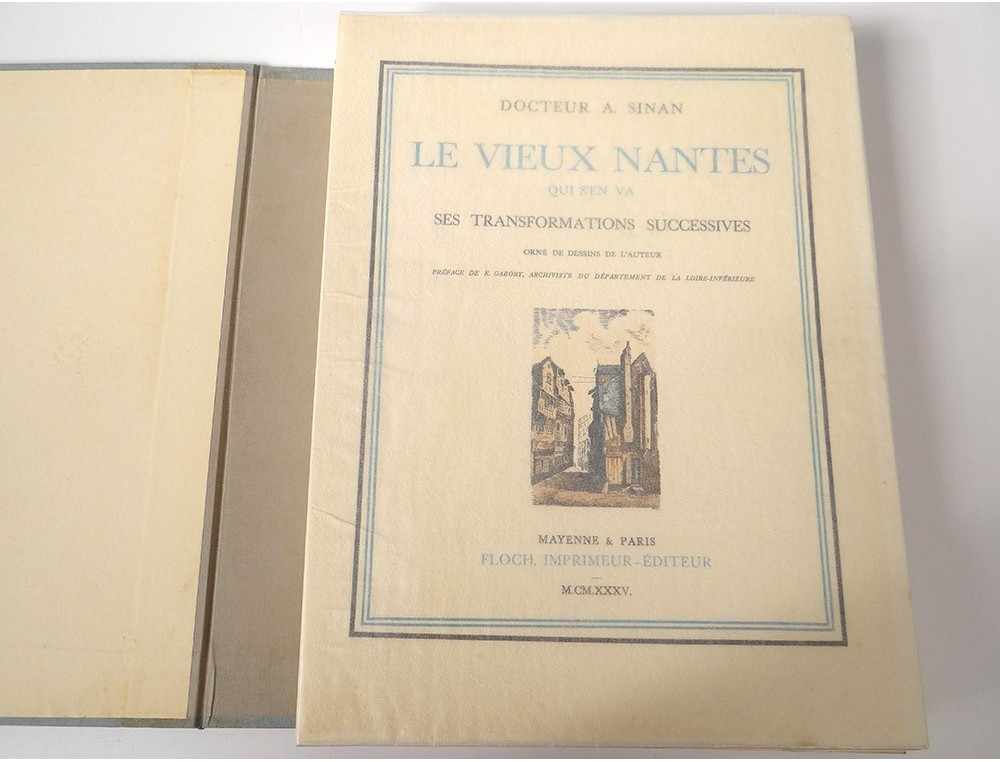 DOCTEUR A. SINAN
LE VIEUX NANTES
QUI S'EN VA
SES TRANSFORMATIONS SUCCESSIVES
ORNÉ DE DESSINS DE L'AUTEUR
PRÉFACE DE E. GABORY, ARCHIVISTE DU DÉPARTEMENT DE LA LOIRE-INFÉRIEURE
MAYENNE & PARIS
FLOCH, IMPRIMEUR-ÉDITEUR
M.CM.XXXV.